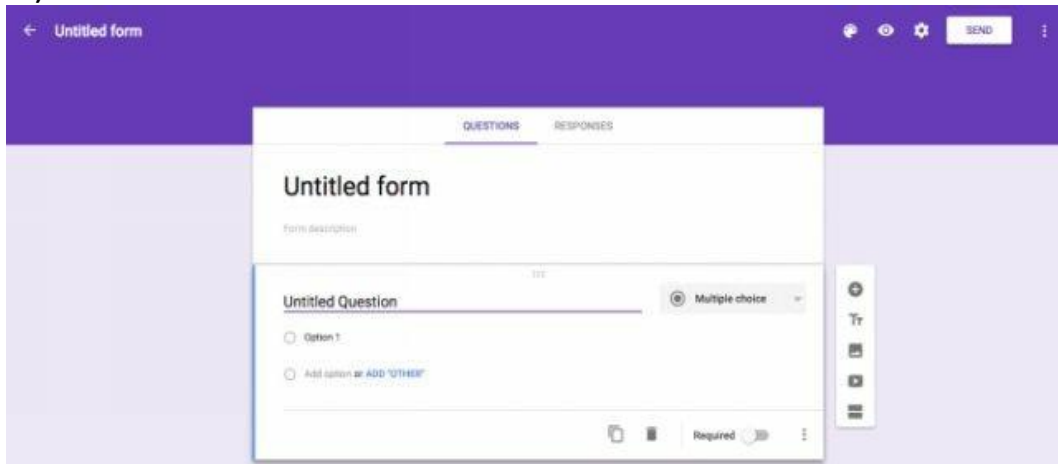 Untitled form
SEND
QUESTIONS RESPONSES
Untitled form
Form description
Untitled Question
Multiple choice
Option 1
Add option or ADD "OTHER"
Required